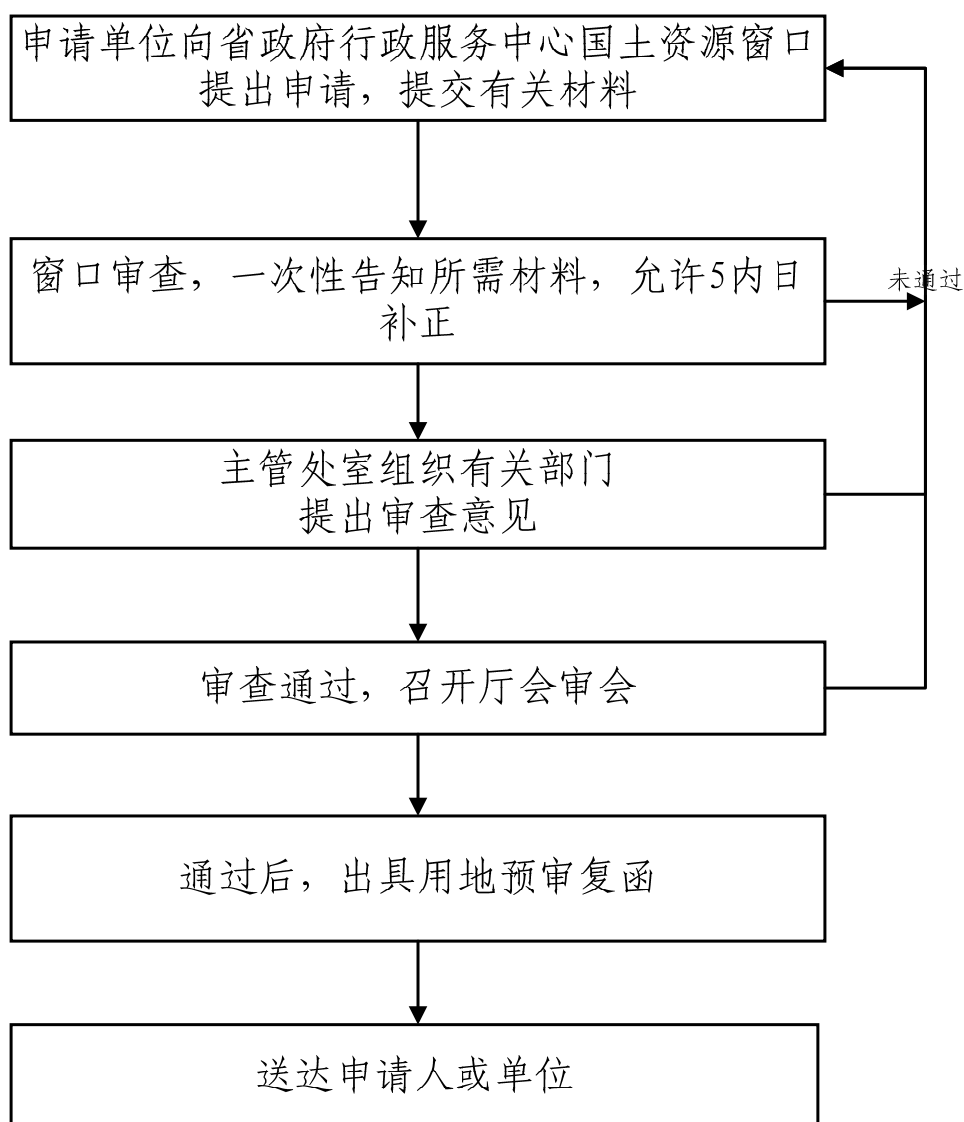 申请单位向省政府行政服务中心国土资源窗口
提出申请，提交有关材料
窗口审查，一次性告知所需材料，允许5内日
补正
未通过
主管处室组织有关部门
提出审查意见
审查通过，召开厅会审会
通过后，出具用地预审复函
送达申请人或单位